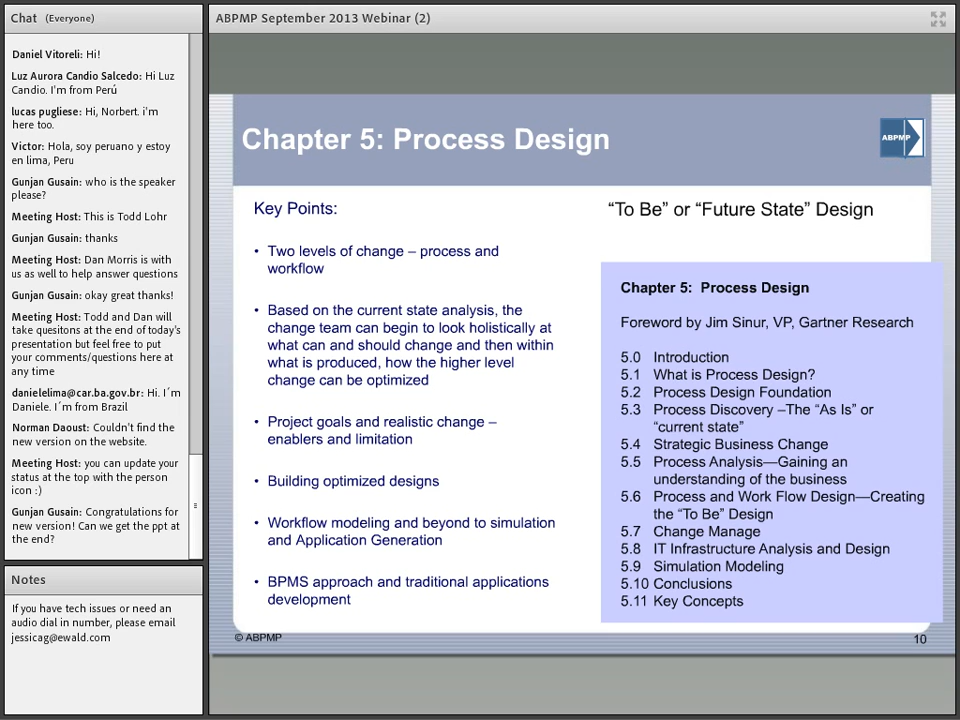 Chat (Everyone)
Daniel Vitoreli: Hi!
Luz Aurora Candio Salcedo: Hi Luz
Candio. I'm from Perú
lucas pugliese: Hi, Norbert. i'm
here too.
Victor: Hola, soy peruano y estoy
en lima, Peru
Gunjan Gusain: who is the speaker
please?
Meeting Host: This is Todd Lohr
Gunjan Gusain: thanks
Meeting Host: Dan Morris is with
us as well to help answer questions
Gunjan Gusain: okay great thanks!
Meeting Host: Todd and Dan will
take quesitons at the end of today's
presentation but feel free to put
your comments/questions here at
any time
danielelima@car.ba.gov.br: Hi. I´m
Daniele. I´m from Brazil
Norman Daoust: Couldn't find the
new version on the website.
Meeting Host: you can update your
status at the top with the person
icon :)
Gunjan Gusain: Congratulations for
new version! Can we get the ppt at
the end?
Notes
If you have tech issues or need an
audio dial in number, please email
jessicag@ewald.com
ABPMP September 2013 Webinar (2)
Chapter 5: Process Design
ABPMP
Key Points:
• Two levels of change – process and
workflow
• Based on the current state analysis, the
change team can begin to look holistically at
what can and should change and then within
what is produced, how the higher level
change can be optimized
• Project goals and realistic change –
enablers and limitation
• Building optimized designs
• Workflow modeling and beyond to simulation
and Application Generation
• BPMS approach and traditional applications
development
“To Be” or “Future State” Design
Chapter 5: Process Design
Foreword by Jim Sinur, VP, Gartner Research
5.0 Introduction
5.1 What is Process Design?
5.2 Process Design Foundation
5.3 Process Discovery –The “As Is” or
“current state”
5.4 Strategic Business Change
5.5 Process Analysis—Gaining an
understanding of the business
5.6 Process and Work Flow Design—Creating
the “To Be” Design
5.7 Change Manage
5.8 IT Infrastructure Analysis and Design
5.9 Simulation Modeling
5.10 Conclusions
5.11 Key Concepts
© ABPMP
10